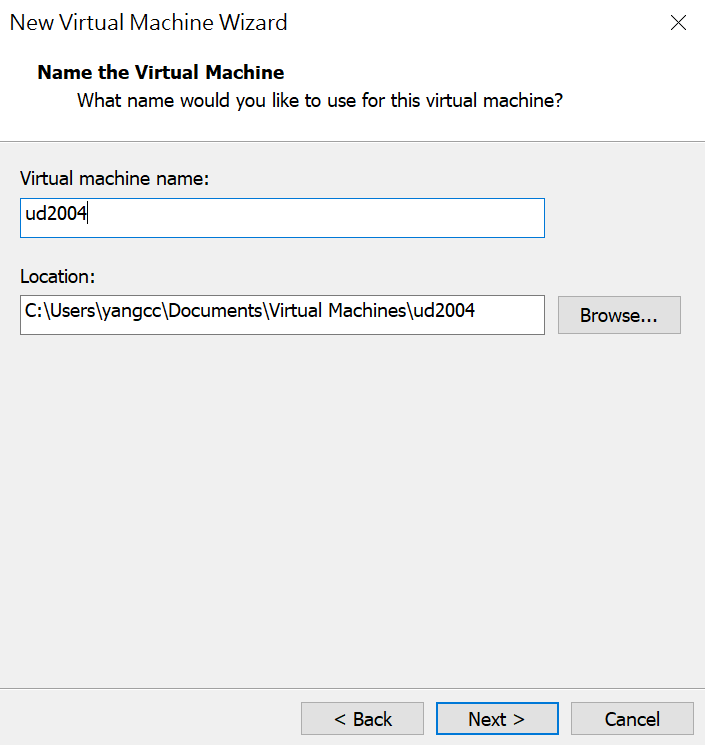 New Virtual Machine Wizard
Name the Virtual Machine
What name would you like to use for this virtual machine?
Virtual machine name:
ud2004
Location:
C:\Users\yangcc\Documents\Virtual Machines\ud2004
Browse...
< Back
Next >
Cancel